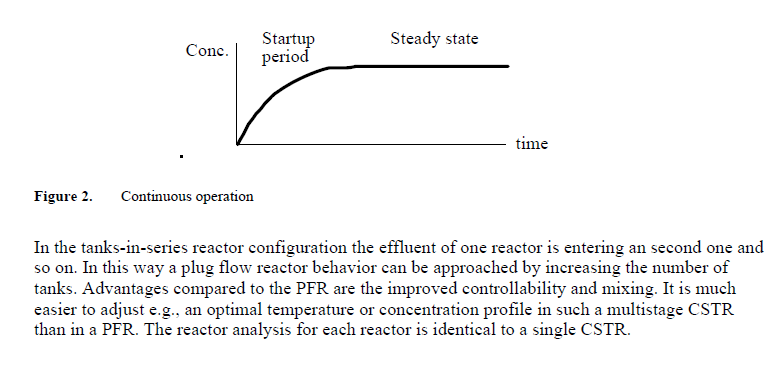 Startup Steady state
Conc. period
time
Figure 2. Continuous operation
In the tanks-in-series reactor configuration the effluent of one reactor is entering an second one and
so on. In this way a plug flow reactor behavior can be approached by increasing the number of
tanks. Advantages compared to the PFR are the improved controllability and mixing. It is much
easier to adjust e.g., an optimal temperature or concentration profile in such a multistage CSTR
than in a PFR. The reactor analysis for each reactor is identical to a single CSTR.